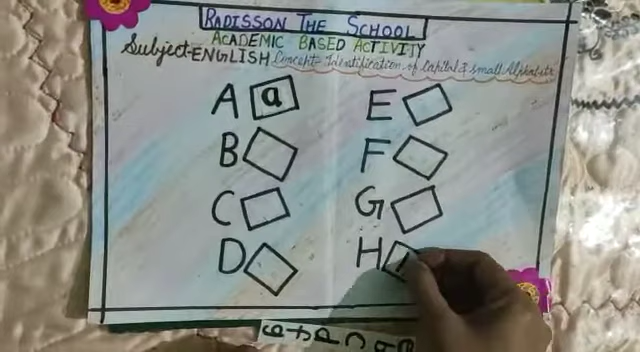 RADISSON THE SCHOOL
ACADEMIC BASED ACTIVITY
Subject-ENGLISH Concept- Identification of Capital & small Alphabets
A a E
B F
C G
D H